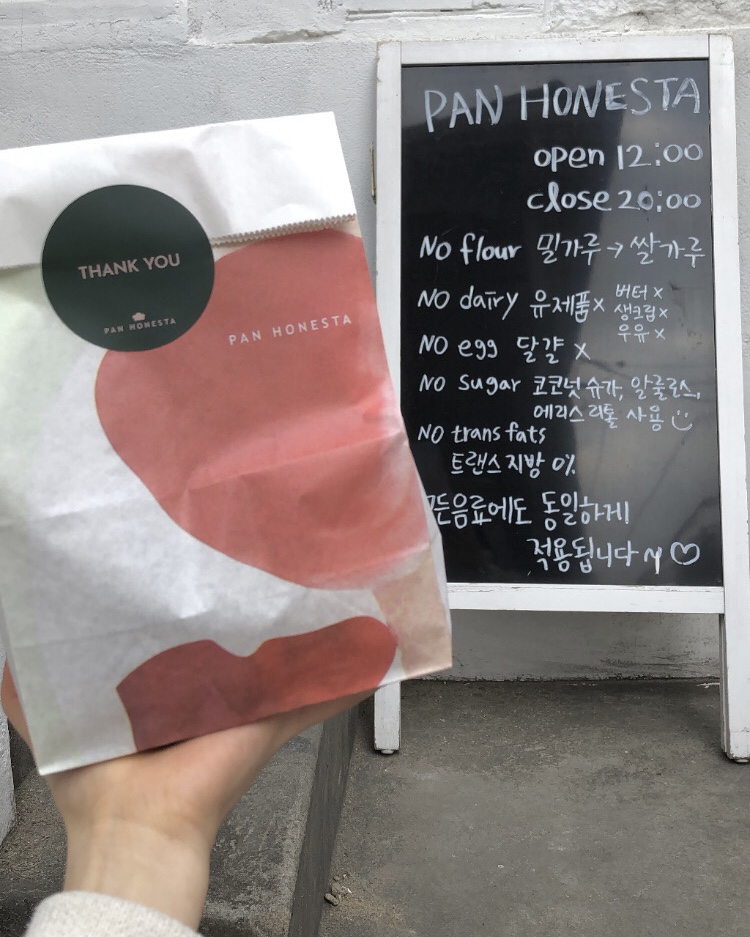 THANK YOU
PAN HONESTA
PAN HONESTA
PAN HONESTA
open 12:00
close 20:00
No flour 밀가루 → 쌀가루
NO dairy 유제품x 버터 x
생크림x
우유 x
NO egg 달걀 x
NO sugar 코코넛 슈가, 알룰로스,
에리스리톨 사용 :)
NO trans fats
트랜스지방 0%
든음료에도 동일하게
적용됩니다~ ♡